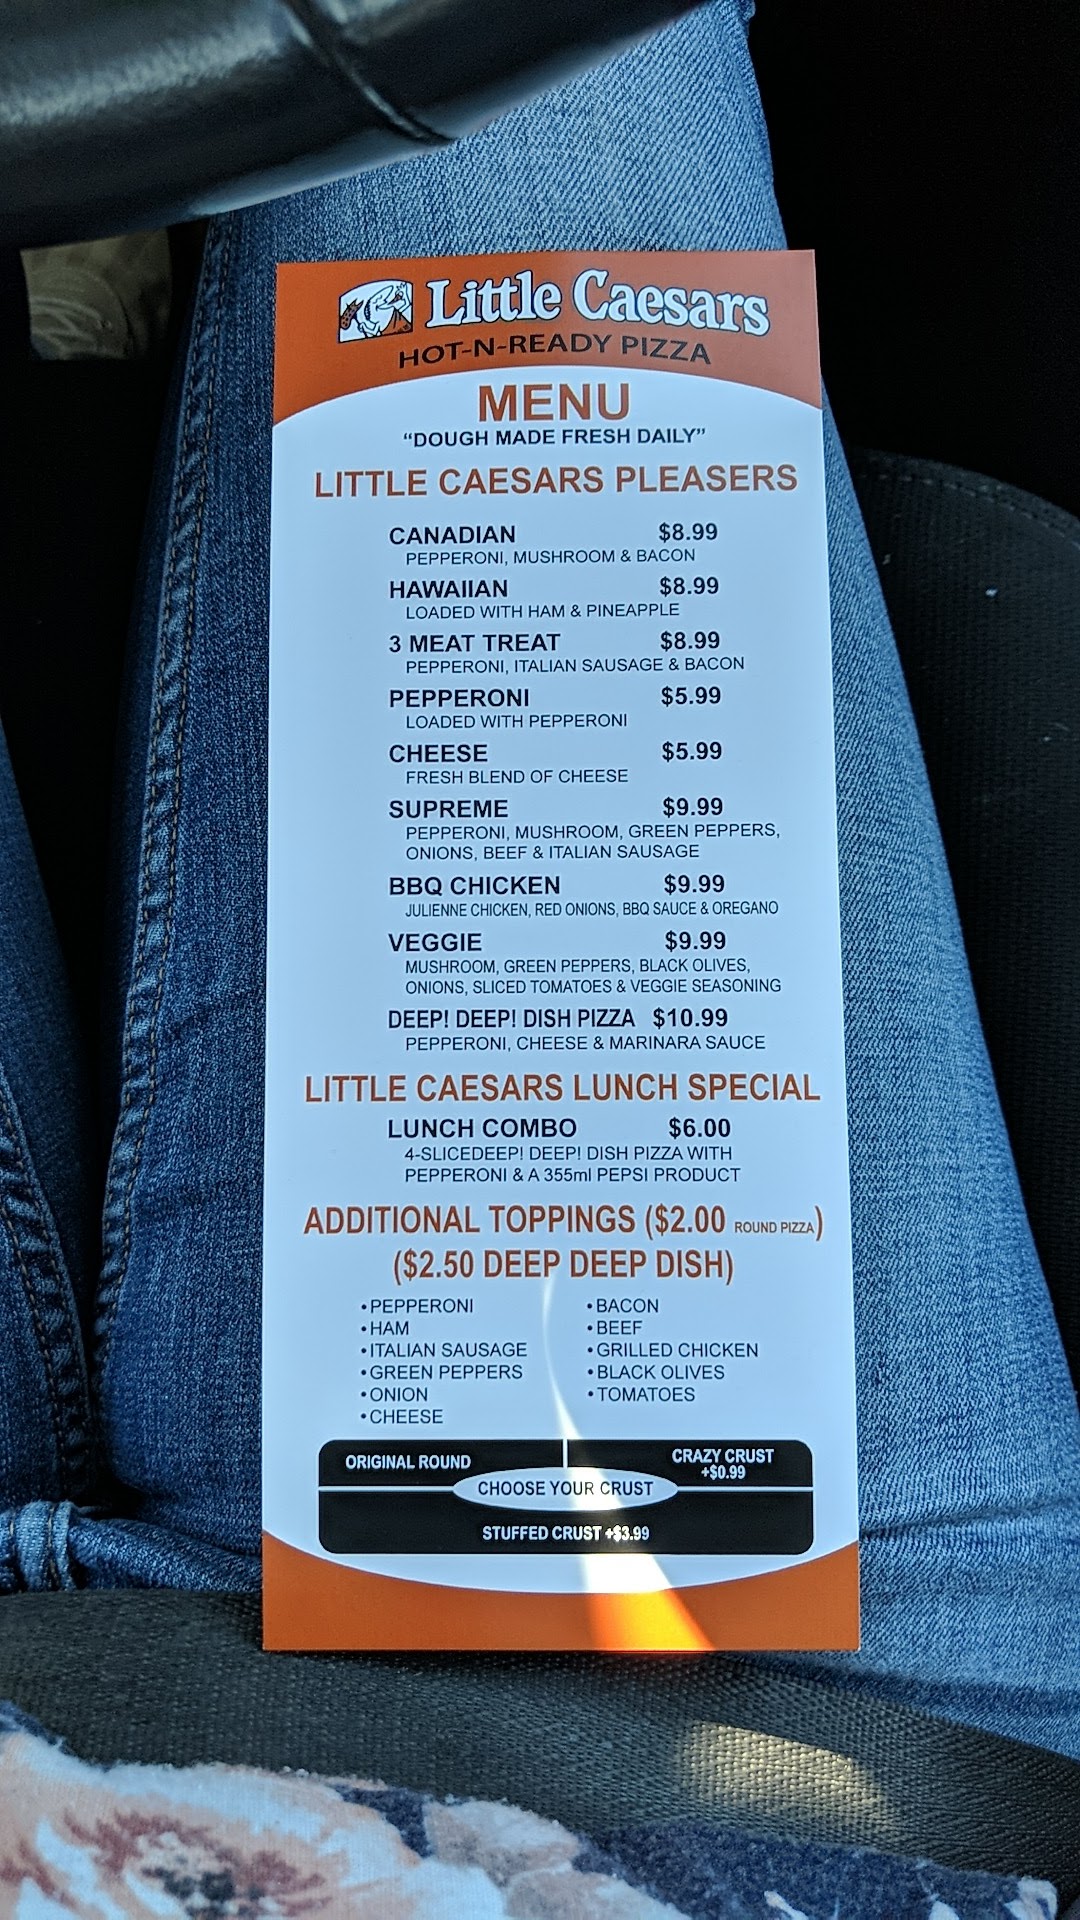 Little Caesars
HOT-N-READY PIZZA
MENU
"DOUGH MADE FRESH DAILY"
LITTLE CAESARS PLEASERS
CANADIAN $8.99
PEPPERONI, MUSHROOM & BACON
HAWAIIAN $8.99
LOADED WITH HAM & PINEAPPLE
3 MEAT TREAT $8.99
PEPPERONI, ITALIAN SAUSAGE & BACON
PEPPERONI $5.99
LOADED WITH PEPPERONI
CHEESE $5.99
FRESH BLEND OF CHEESE
SUPREME $9.99
PEPPERONI, MUSHROOM, GREEN PEPPERS,
ONIONS, BEEF & ITALIAN SAUSAGE
BBQ CHICKEN $9.99
JULIENNE CHICKEN, RED ONIONS, BBQ SAUCE & OREGANO
VEGGIE $9.99
MUSHROOM, GREEN PEPPERS, BLACK OLIVES,
ONIONS, SLICED TOMATOES & VEGGIE SEASONING
DEEP! DEEP! DISH PIZZA $10.99
PEPPERONI, CHEESE & MARINARA SAUCE
LITTLE CAESARS LUNCH SPECIAL
LUNCH COMBO $6.00
4-SLICEDEEP! DEEP! DISH PIZZA WITH
PEPPERONI & A 355ml PEPSI PRODUCT
ADDITIONAL TOPPINGS ($2.00 ROUND PIZZA)
($2.50 DEEP DEEP DISH)
• PEPPERONI
• HAM
• ITALIAN SAUSAGE
• GREEN PEPPERS
• ONION
• CHEESE
• BACON
• BEEF
• GRILLED CHICKEN
• BLACK OLIVES
• TOMATOES
ORIGINAL ROUND
CRAZY CRUST
+$0.99
CHOOSE YOUR CRUST
STUFFED CRUST +$3.99